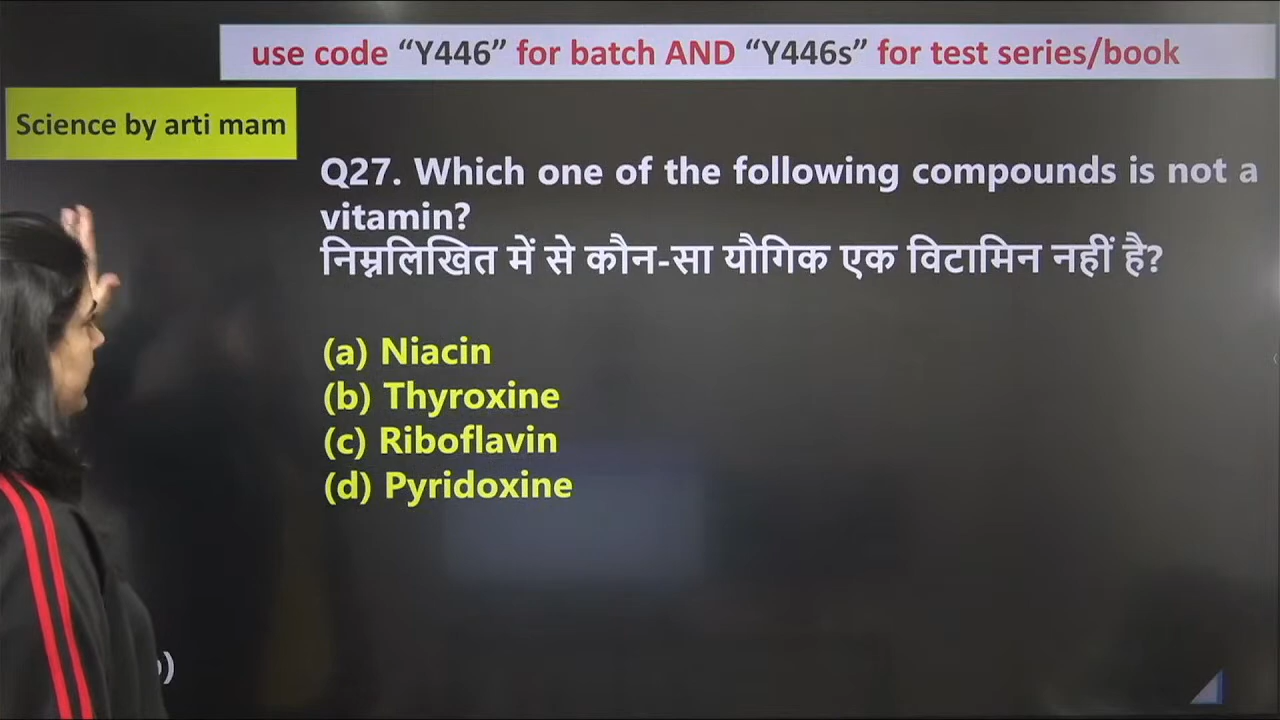 use code “Y446” for batch AND “Y446s” for test series/book
Science by arti mam
Q27. Which one of the following compounds is not a
vitamin?
निम्नलिखित में से कौन-सा यौगिक एक विटामिन नहीं है?
(a) Niacin
(b) Thyroxine
(c) Riboflavin
(d) Pyridoxine